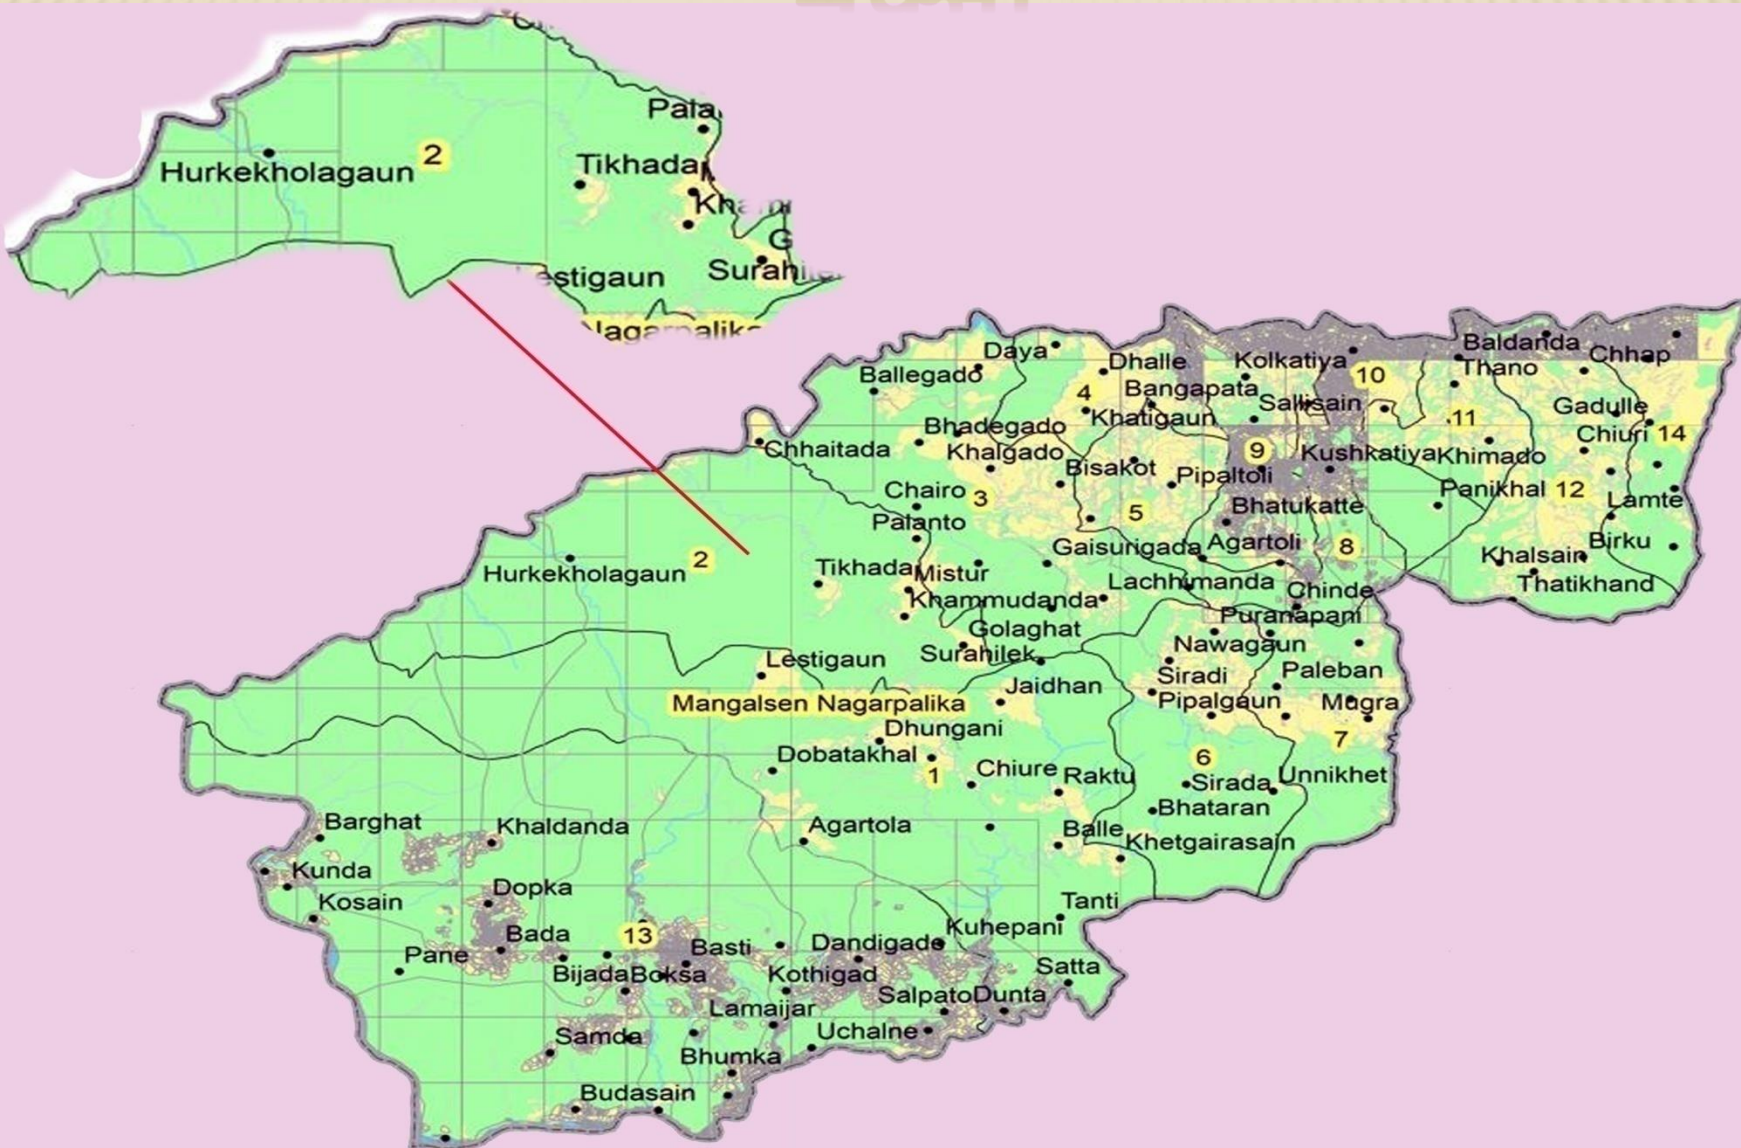 Pala
Hurkekholagaun
2
Tikhada
Kha
G
estigaun
Surahi
Nagarpalika
Daya
Dhalle
Kolkatiya
Baldanda
Chhap
Ballegado
4
Bangapata
10
Thano
Khatigaun
Sallisain
11
Gadulle
Bhadegado
Chiuri
14
Chhaitada
Khalgado
Bisakot
Pipaltoli
9
Kushkatiya
Khimado
Chairo
3
5
Panikhal
12
Lamte
Palanto
Bhatukatte
Gaisurigada
Agartoli
8
Khalsain
Birku
2
Hurkekholagaun
Tikhada
Mistur
Lachhimanda
Chinde
Thatikhand
Khammudanda
Puranapani
Golaghat
Nawagaun
Surahilek
Lestigaun
Siradi
Paleban
Jaidhan
Mangalsen Nagarpalika
Pipalgaun
Mugra
Dhungani
7
Dobatakhal
1
Chiure
Raktu
6
Sirada
Unnikhet
Bhataran
Barghat
Khaldanda
Agartola
Balle
Khetgairasain
Kunda
Dopka
Kosain
Tanti
Bada
13
Basti
Dandigado
Kuhepani
Pane
Bijada
Boksa
Kothigad
Satta
Lamaijar
Salpato
Dunta
Samda
Uchalne
Bhumka
Budasain